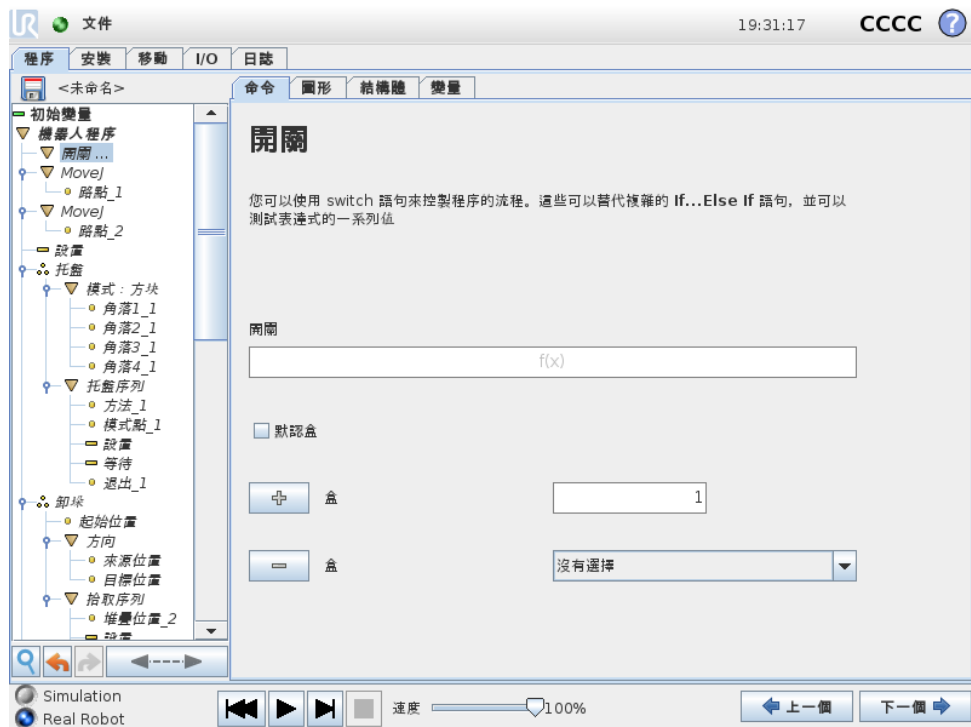 UR 文件 19:31:17 CCCC ?
程序 安裝 移動 I/O 日誌
<未命名> 命令 圖形 結構體 變量
初始變量
機器人程序
開關 ...
MoveJ
路點_1
MoveJ
路點_2
設置
托盤
模式：方块
角落1_1
角落2_1
角落3_1
角落4_1
托盤序列
方法_1
模式點_1
設置
等待
退出_1
卸垛
起始位置
方向
來源位置
目標位置
拾取序列
堆疊位置_2
設置
開關
您可以使用 switch 語句來控製程序的流程。這些可以替代複雜的 If...Else If 語句，並可以
測試表達式的一系列值
開關
f(x)
默認盒
盒 1
盒 沒有選擇
Simulation
Real Robot
速度 100%
上一個 下一個